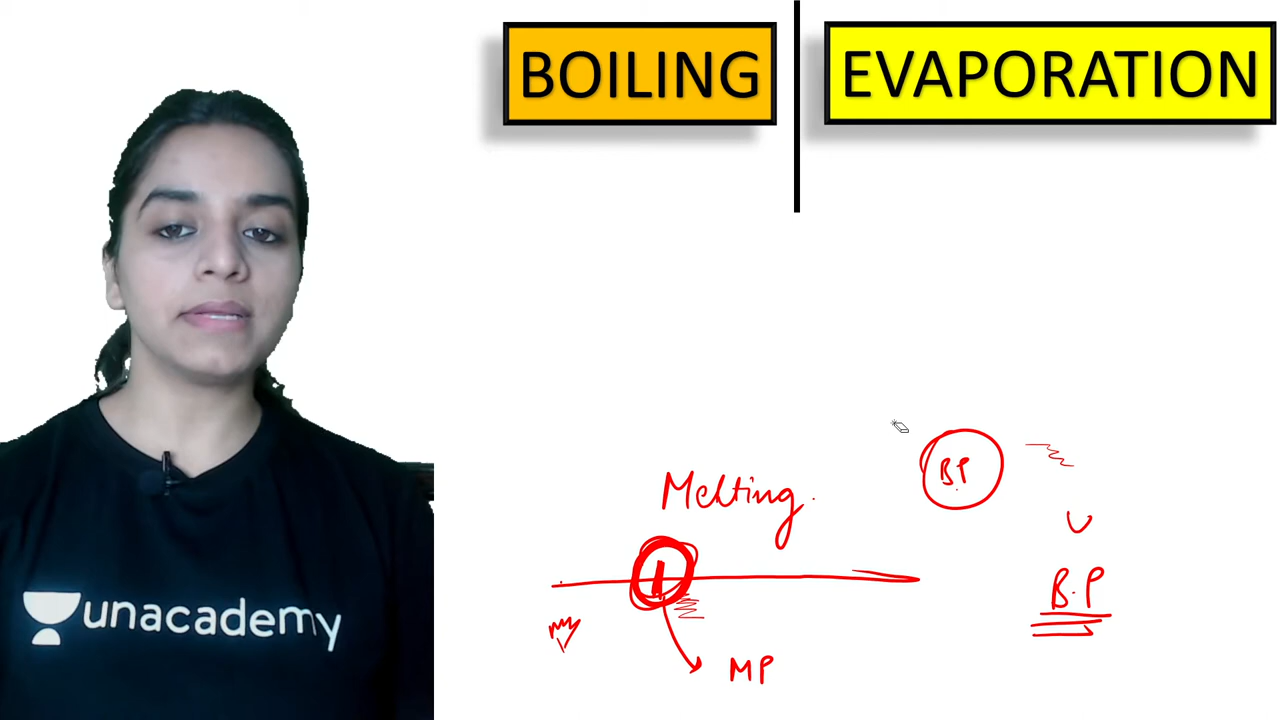 BOILING
EVAPORATION
B.P
Melting.
B.P
MP
unacademy